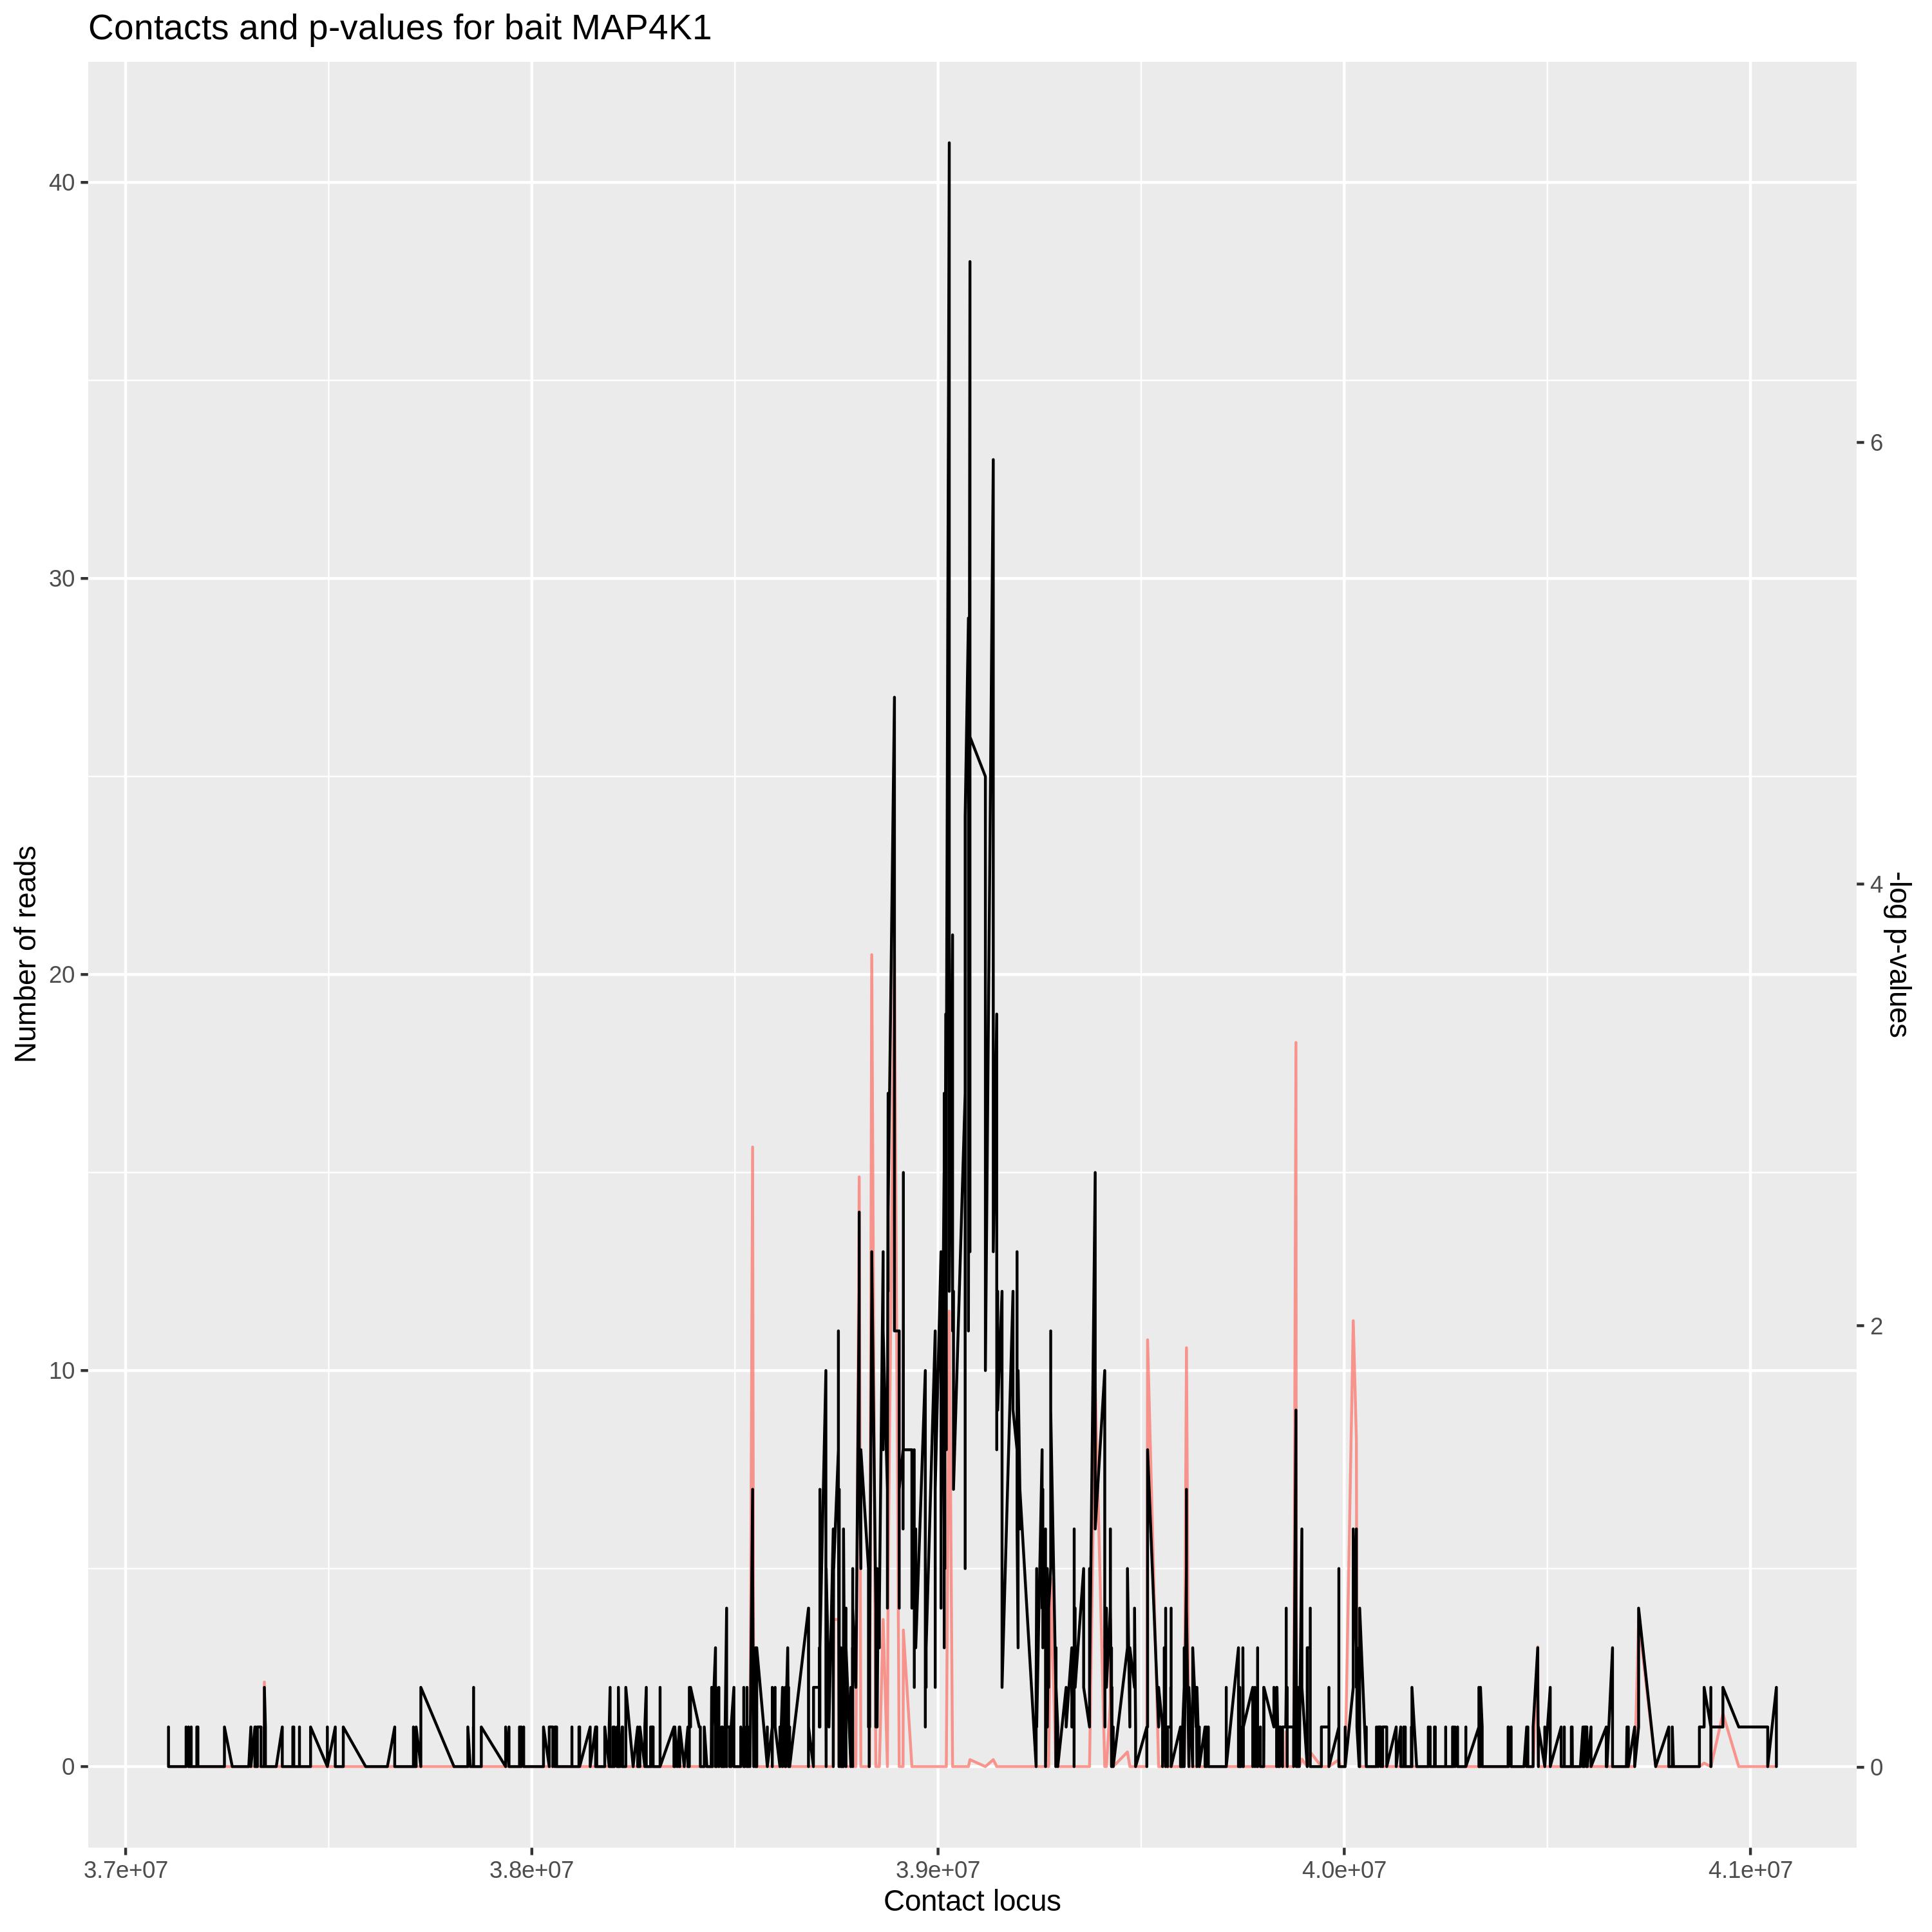 Contacts and p-values for bait MAP4K1
40
30
20
10
0
Number of reads
6
4
2
0
-log p-values
3.7e+07
3.8e+07
3.9e+07
4.0e+07
4.1e+07
Contact locus